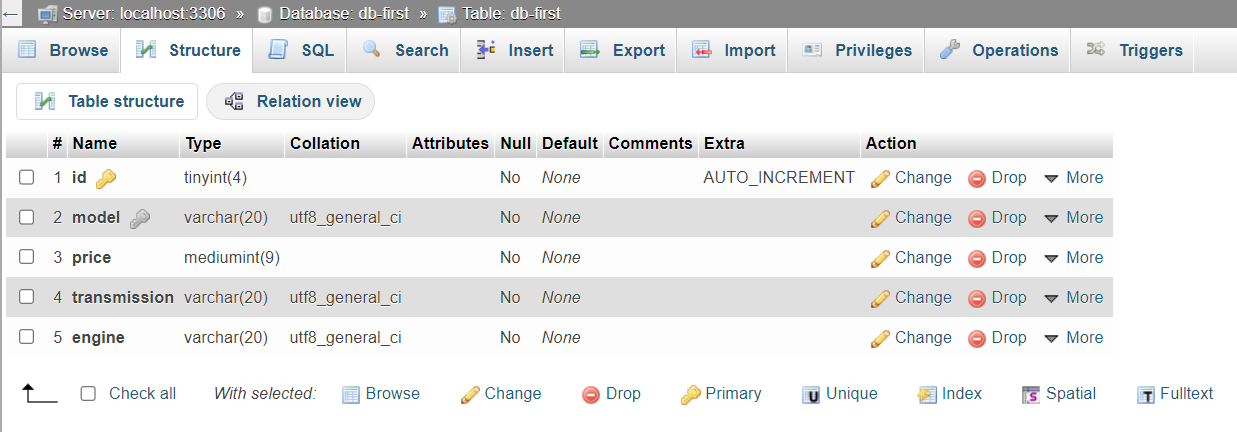 ← Server: localhost:3306 » Database: db-first » Table: db-first
Browse Structure SQL Search Insert Export Import Privileges Operations Triggers
Table structure Relation view
# Name Type Collation Attributes Null Default Comments Extra Action
1 id tinyint(4) No None AUTO_INCREMENT Change Drop More
2 model varchar(20) utf8_general_ci No None Change Drop More
3 price mediumint(9) No None Change Drop More
4 transmission varchar(20) utf8_general_ci No None Change Drop More
5 engine varchar(20) utf8_general_ci No None Change Drop More
Check all With selected: Browse Change Drop Primary U Unique Index S Spatial T Fulltext